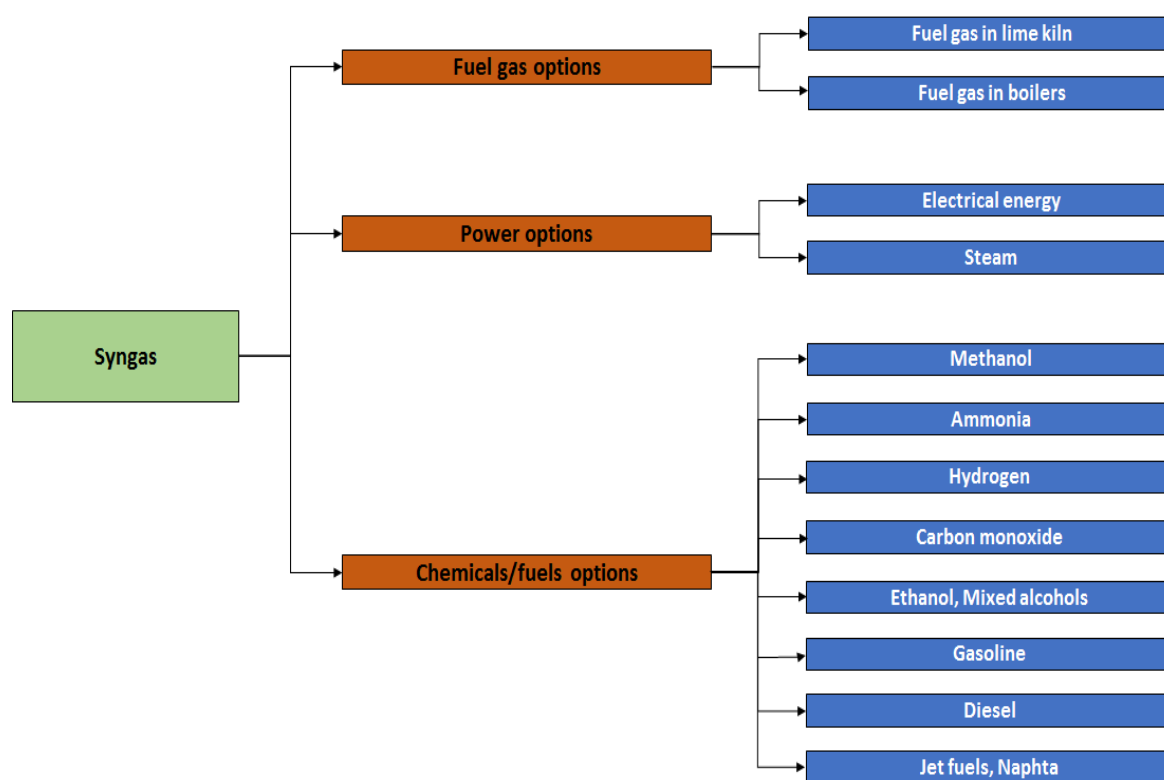 Syngas
Fuel gas options
Fuel gas in lime kiln
Fuel gas in boilers
Power options
Electrical energy
Steam
Chemicals/fuels options
Methanol
Ammonia
Hydrogen
Carbon monoxide
Ethanol, Mixed alcohols
Gasoline
Diesel
Jet fuels, Naphta